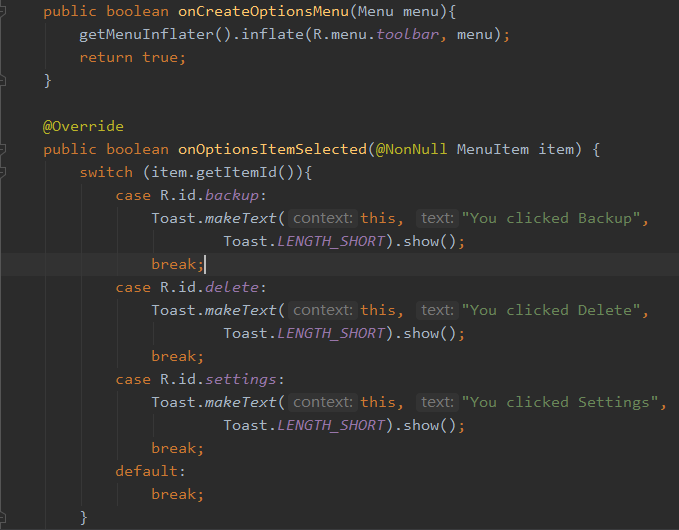 public boolean onCreateOptionsMenu(Menu menu){
getMenuInflater().inflate(R.menu.toolbar, menu);
return true;
}
@Override
public boolean onOptionsItemSelected(@NonNull MenuItem item) {
switch (item.getItemId()){
case R.id.backup:
Toast.makeText( context: this, text: "You clicked Backup",
Toast.LENGTH_SHORT).show();
break;
case R.id.delete:
Toast.makeText( context: this, text: "You clicked Delete",
Toast.LENGTH_SHORT).show();
break;
case R.id.settings:
Toast.makeText( context: this, text: "You clicked Settings",
Toast.LENGTH_SHORT).show();
break;
default:
break;
}